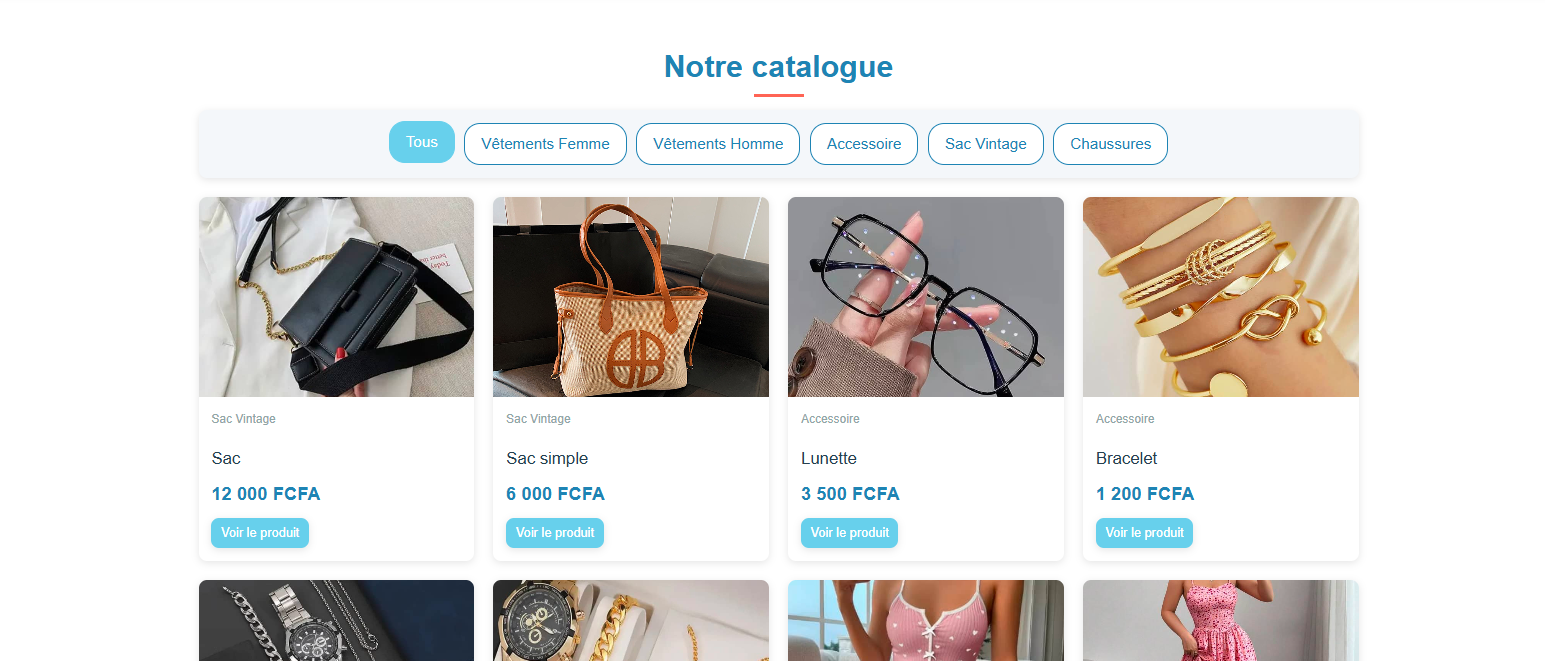 Notre catalogue
Tous Vêtements Femme Vêtements Homme Accessoire Sac Vintage Chaussures
Today
Sac Vintage Sac Vintage Accessoire Accessoire
Sac Sac simple Lunette Bracelet
12 000 FCFA 6 000 FCFA 3 500 FCFA 1 200 FCFA
Voir le produit Voir le produit Voir le produit Voir le produit